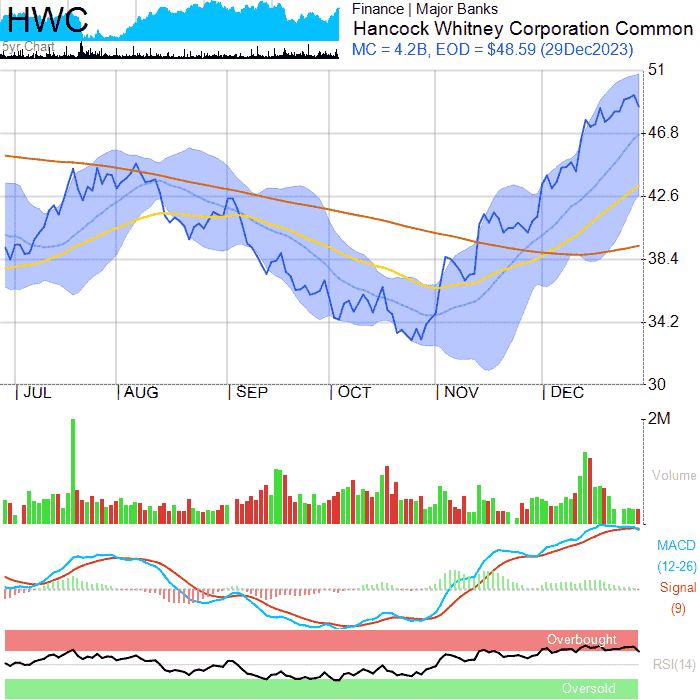 HWC
5yr Chart
Finance | Major Banks
Hancock Whitney Corporation Common
MC = 4.2B, EOD = $48.59 (29Dec2023)
51
46.8
42.6
38.4
34.2
30
JUL AUG SEP OCT NOV DEC
2M
Volume
MACD
(12-26)
Signal
(9)
Overbought
RSI(14)
Oversold